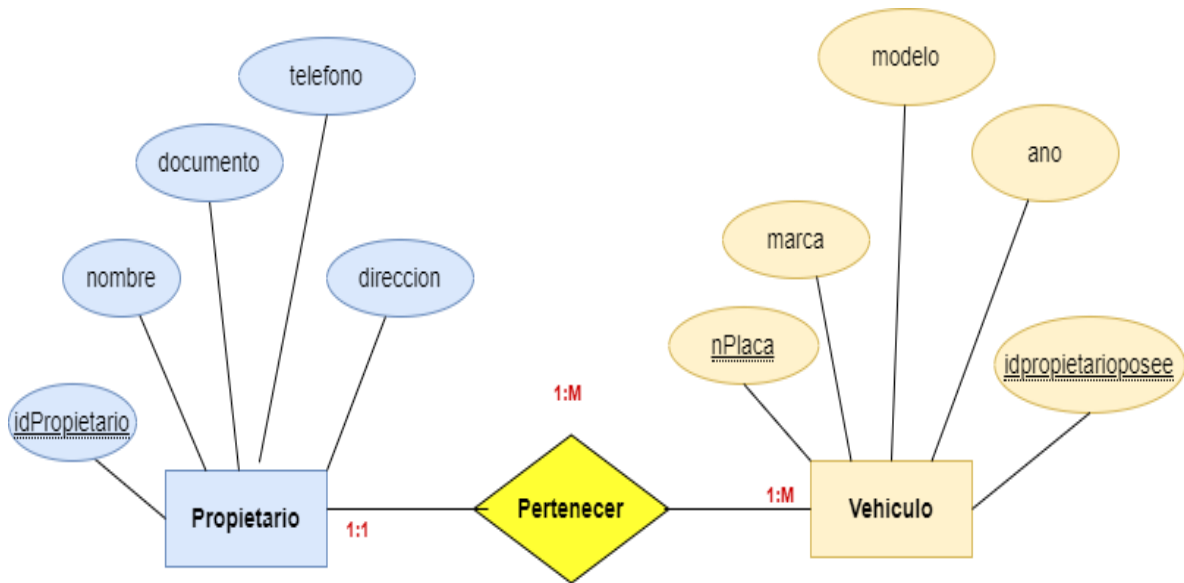 telefono
modelo
documento
ano
marca
nombre
direccion
nPlaca
idpropietarioposee
1:M
idPropietario
1:M
Propietario
Pertenecer
Vehiculo
1:1